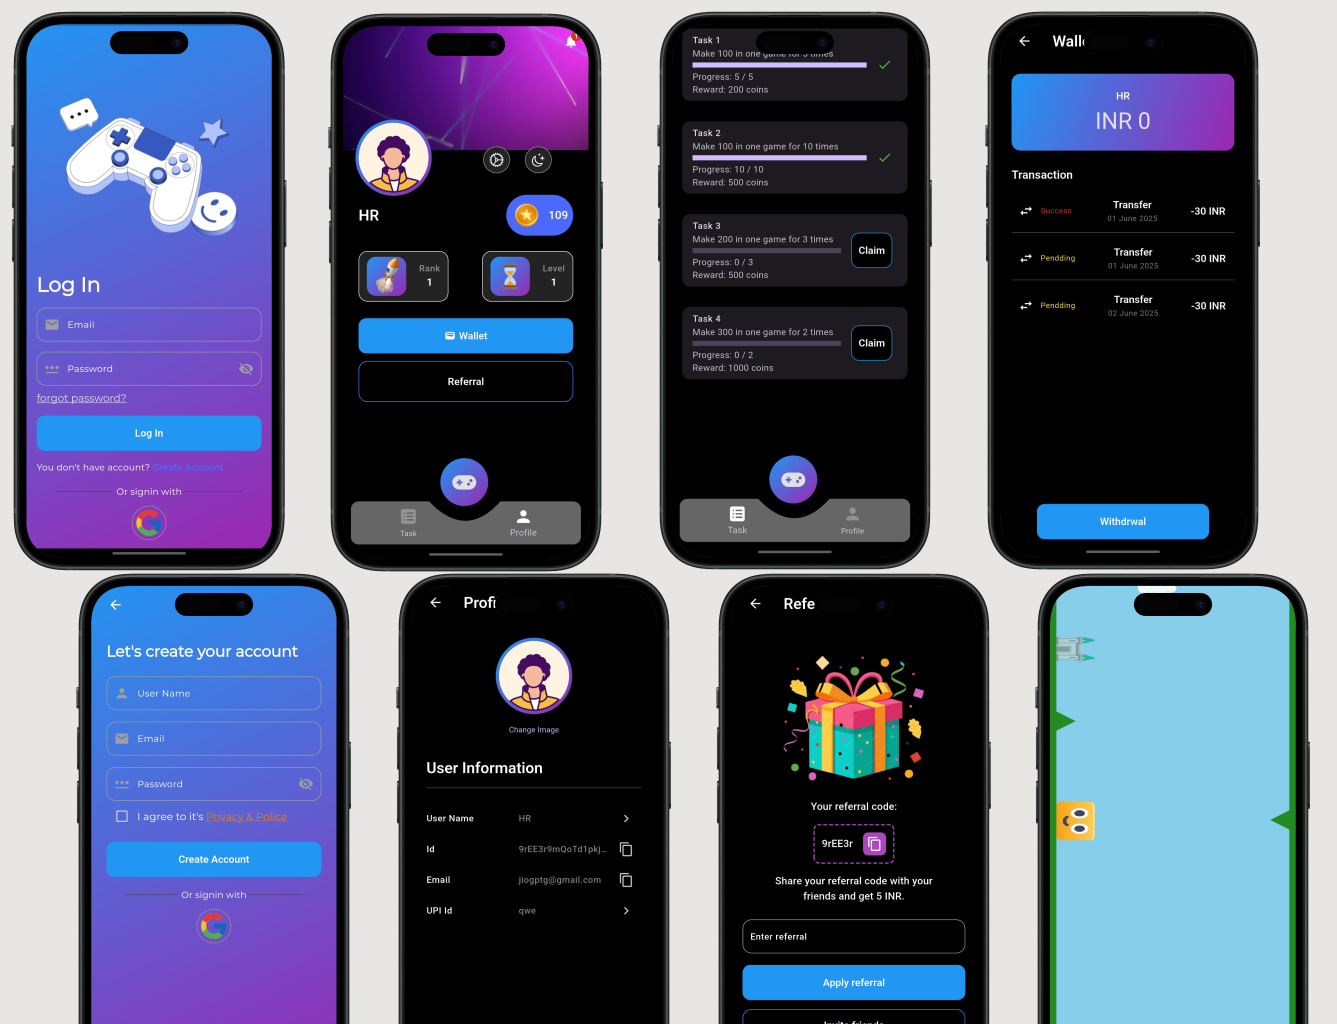 Log In
Email
Password
forgot password?
Log In
You don't have account? Create Account
Or signin with
1
HR
109
Rank
1
Level
1
Wallet
Referral
Task
Profile
Task 1
Make 100 in one game for 5 times
Progress: 5 / 5
Reward: 200 coins
Task 2
Make 100 in one game for 10 times
Progress: 10 / 10
Reward: 500 coins
Task 3
Make 200 in one game for 3 times
Progress: 0 / 3
Reward: 500 coins
Claim
Task 4
Make 300 in one game for 2 times
Progress: 0 / 2
Reward: 1000 coins
Claim
Task
Profile
Wall
HR
INR 0
Transaction
Success
Transfer
01 June 2025
-30 INR
Pendding
Transfer
01 June 2025
-30 INR
Pendding
Transfer
02 June 2025
-30 INR
Withdrwal
Let's create your account
User Name
Email
Password
I agree to it's Privacy & Police
Create Account
Or signin with
Profi
Change Image
User Information
User Name HR
Id 9rEE3r9mQoTd1pkj...
Email jiogptg@gmail.com
UPI Id qwe
Refe
Your referral code:
9rEE3r
Share your referral code with your
friends and get 5 INR.
Enter referral
Apply referral
Invite friends